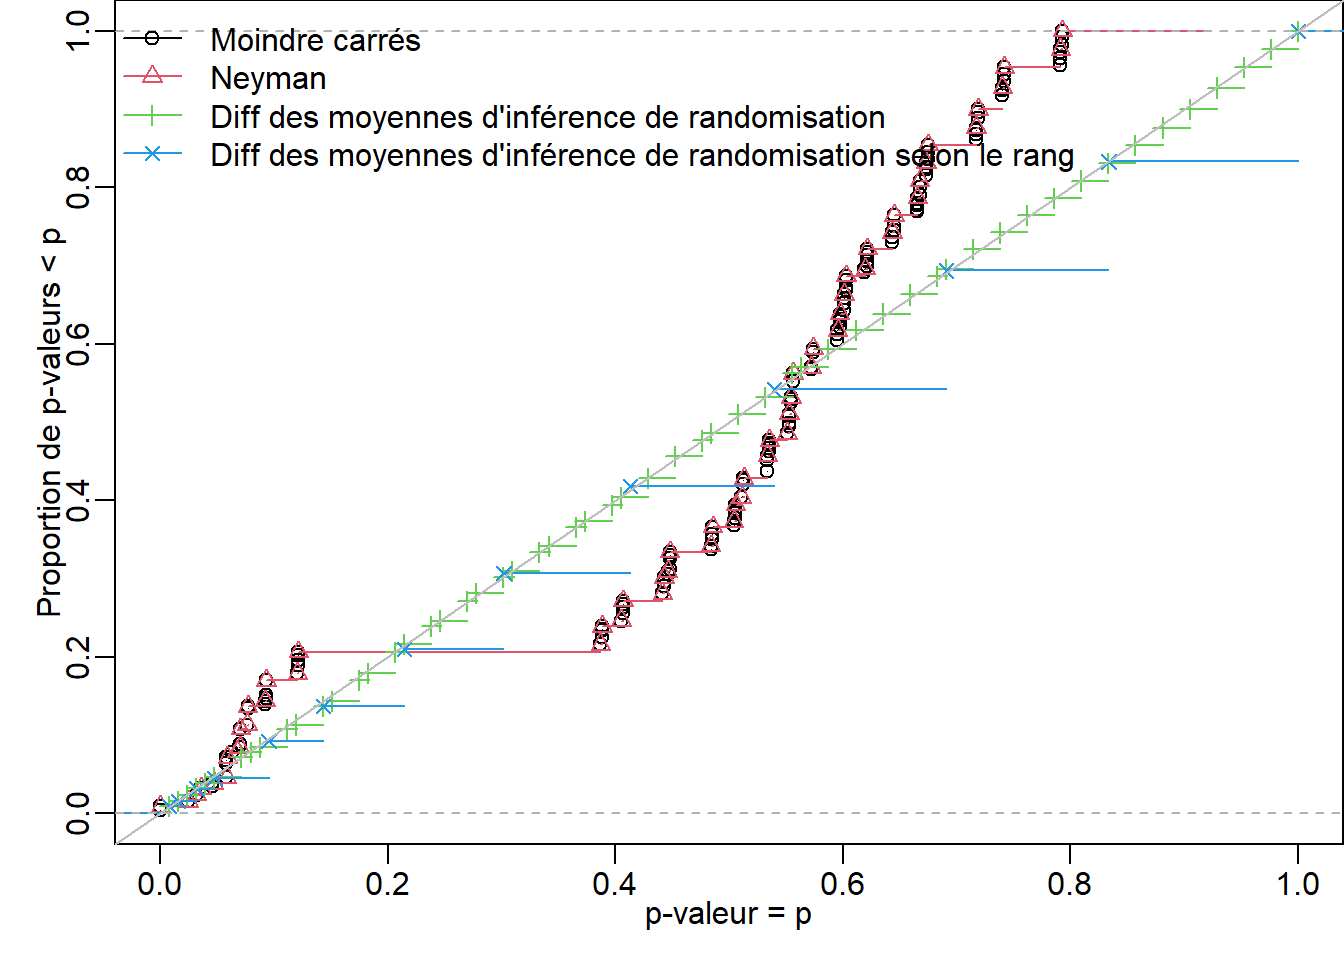 Moindre carrés
Neyman
Diff des moyennes d'inférence de randomisation
Diff des moyennes d'inférence de randomisation selon le rang
Proportion de p-valeurs < p
1.0
0.8
0.6
0.4
0.2
0.0
0.0 0.2 0.4 0.6 0.8 1.0
p-valeur = p